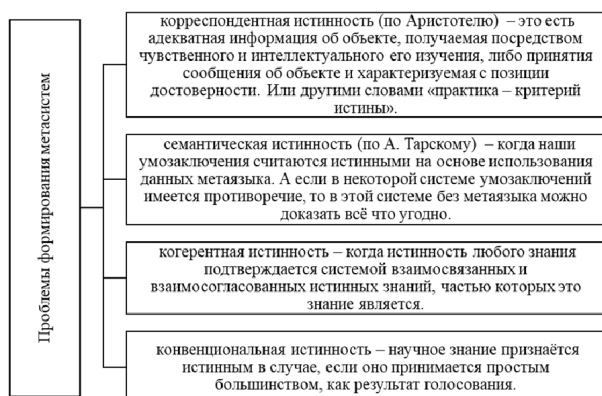 Проблемы формирования метасистем
корреспондентная истинность (по Аристотелю) – это есть
адекватная информация об объекте, получаемая посредством
чувственного и интеллектуального его изучения, либо принятия
сообщения об объекте и характеризуемая с позиции
достоверности. Или другими словами «практика – критерий
истины».
семантическая истинность (по А. Тарскому) – когда наши
умозаключения считаются истинными на основе использования
данных метаязыка. А если в некоторой системе умозаключений
имеется противоречие, то в этой системе без метаязыка можно
доказать всё что угодно.
когерентная истинность – когда истинность любого знания
подтверждается системой взаимосвязанных и
взаимосогласованных истинных знаний, частью которых это
знание является.
конвенциональная истинность – научное знание признаётся
истинным в случае, если оно принимается простым
большинством, как результат голосования.